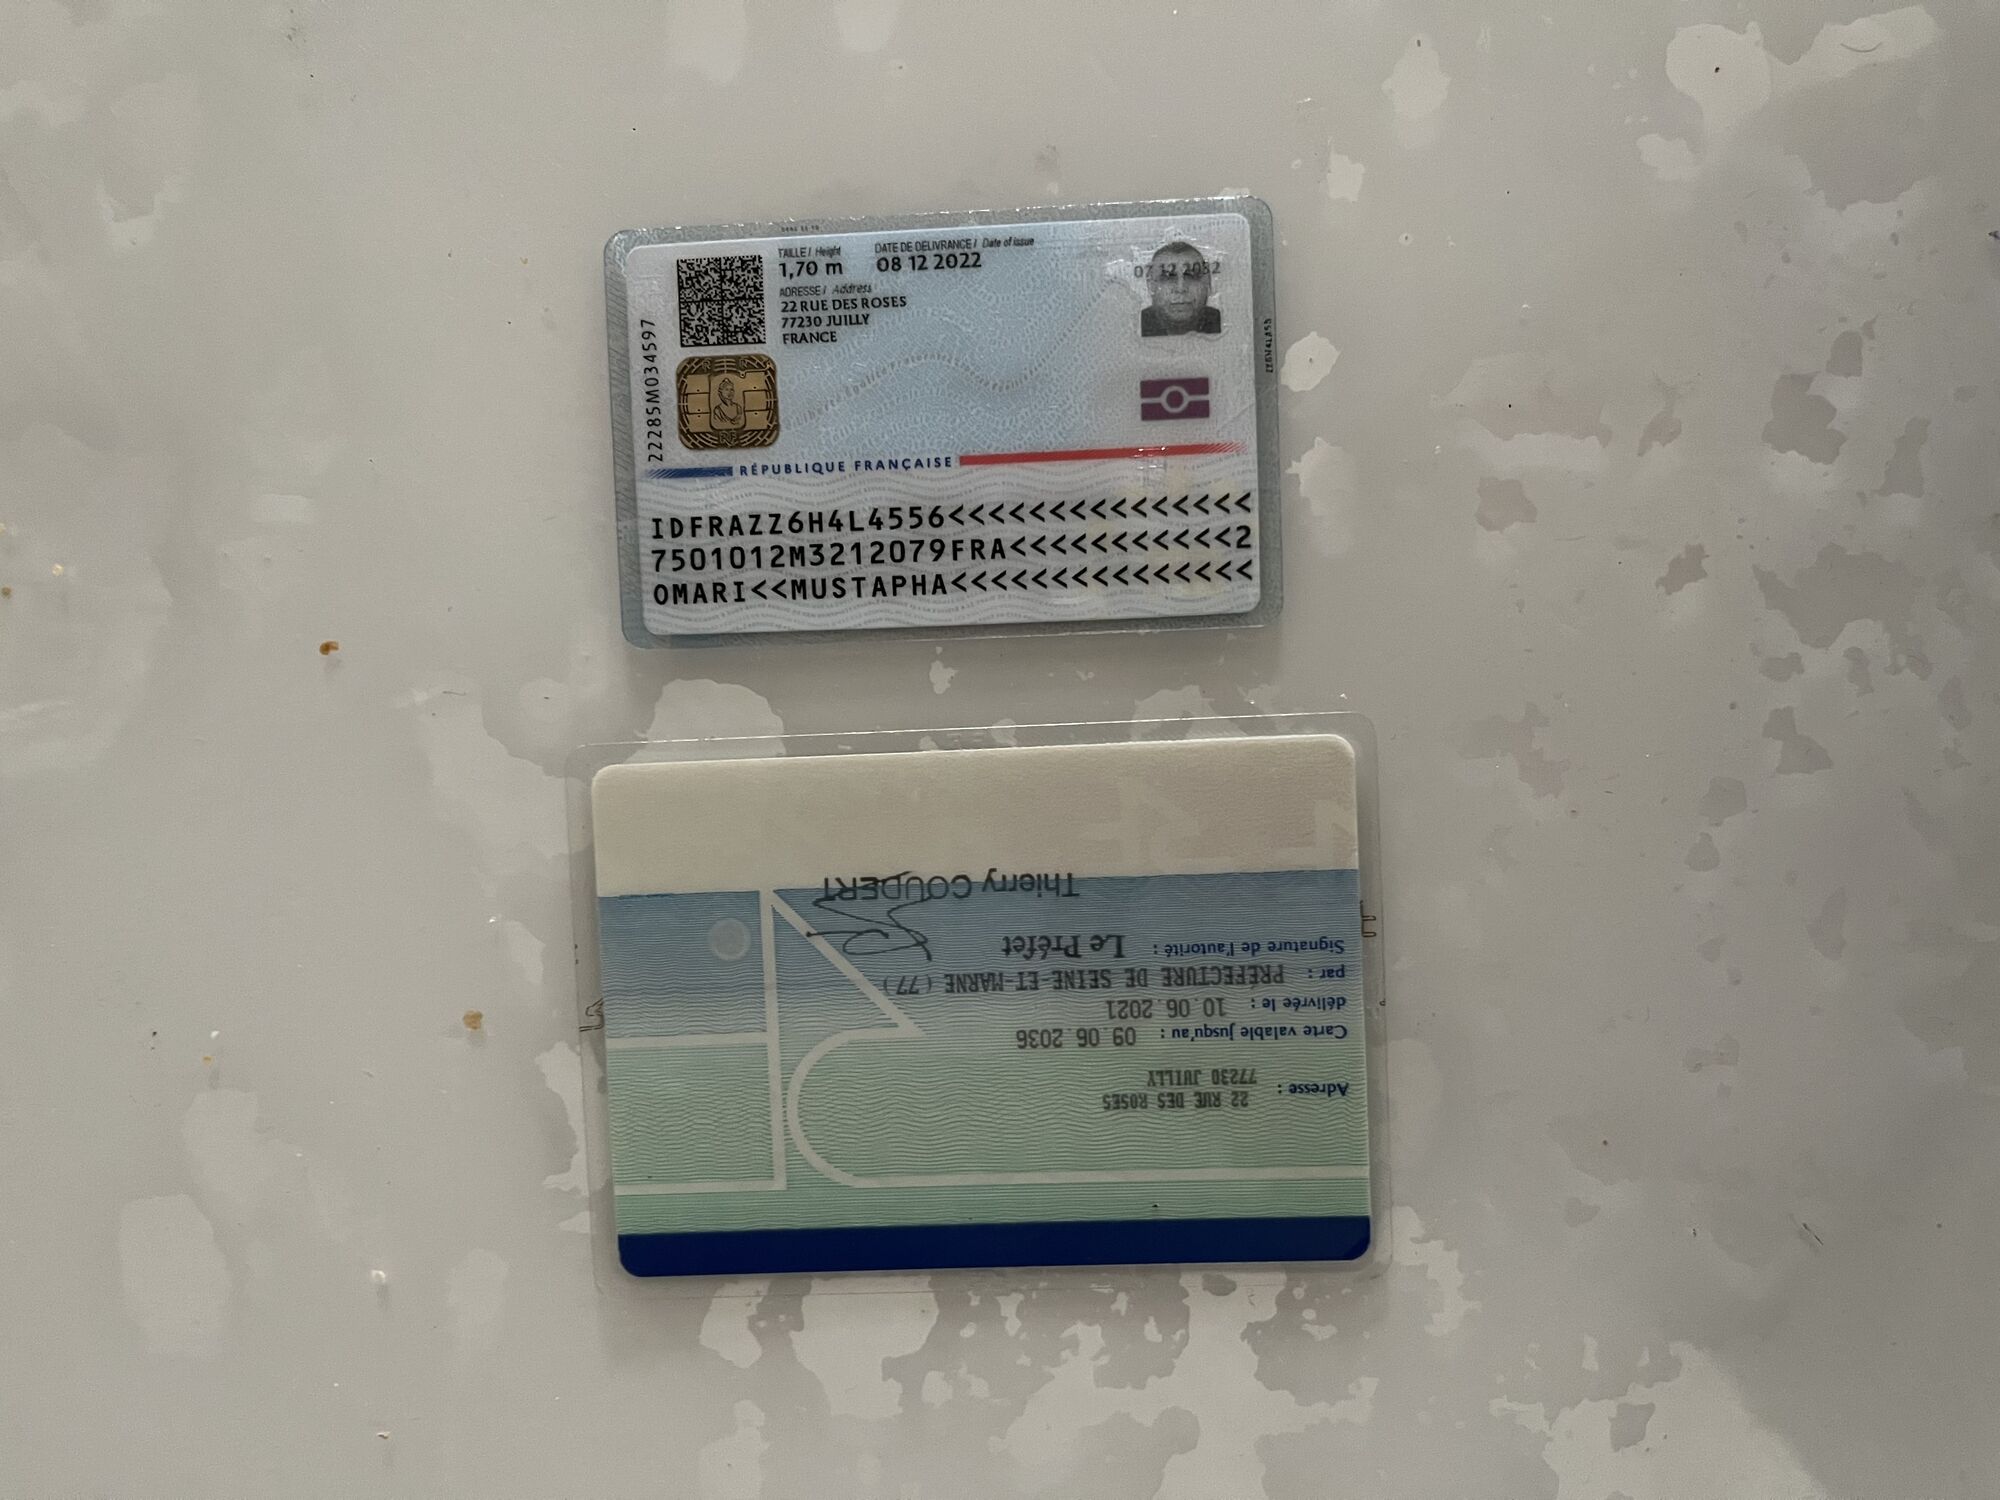 TAILLE / Height
1,70 m
DATE DE DÉLIVRANCE / Date of issue
08 12 2022
ADRESSE / Address
22 RUE DES ROSES
77230 JUILLY
FRANCE
07 12 2032
22285M034597
RF
RÉPUBLIQUE FRANÇAISE
IDFRAZZ6H4L4556<<<<<<<<<<<<<<<
7501012M3212079FRA<<<<<<<<<<<2
OMARI<<MUSTAPHA<<<<<<<<<<<<<<<
Adresse : 22 RUE DES ROSES
77230 JUILLY
Carte valable jusqu'au : 09.06.2036
délivrée le : 10.06.2021
par : PRÉFECTURE DE SEINE-ET-MARNE (77)
Signature de l'autorité : Le Préfet
Thierry COUDERT